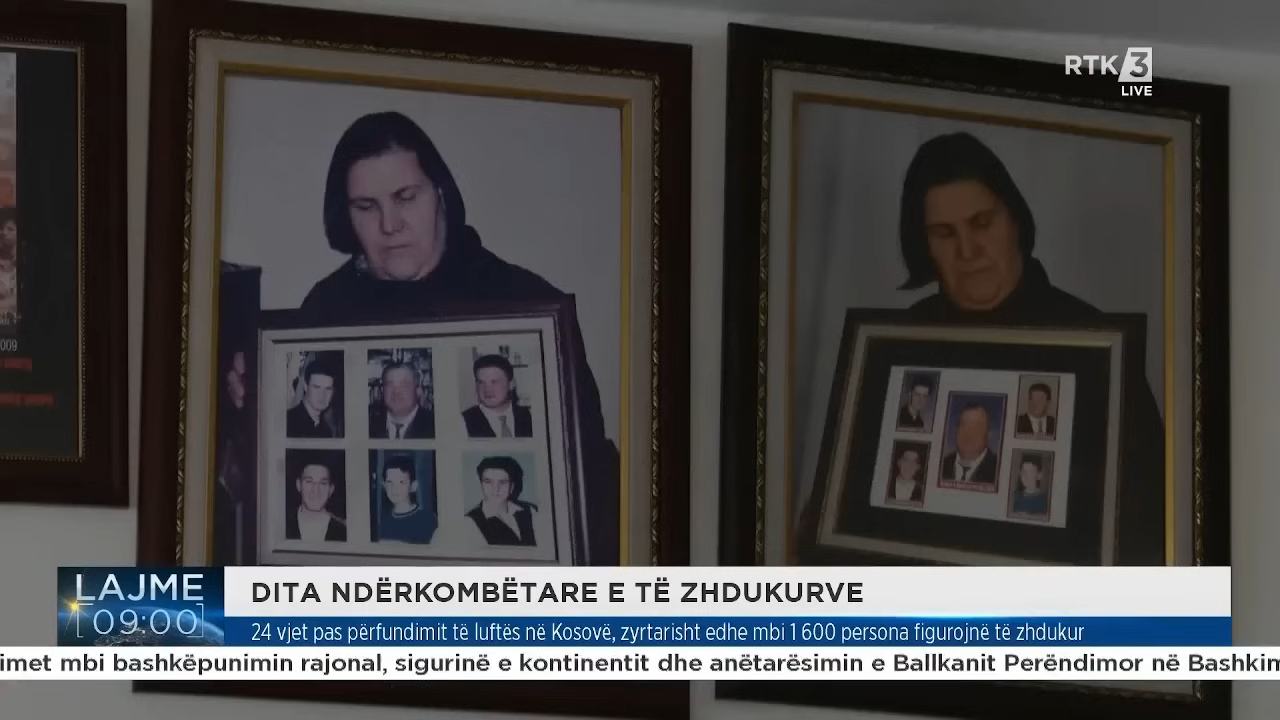 RTK 3
LIVE
009
LAJME
09:00
DITA NDËRKOMBËTARE E TË ZHDUKURVE
24 vjet pas përfundimit të luftës në Kosovë, zyrtarisht edhe mbi 1 600 persona figurojnë të zhdukur
imet mbi bashkëpunimin rajonal, sigurinë e kontinentit dhe anëtarësimin e Ballkanit Perëndimor në Bashkim